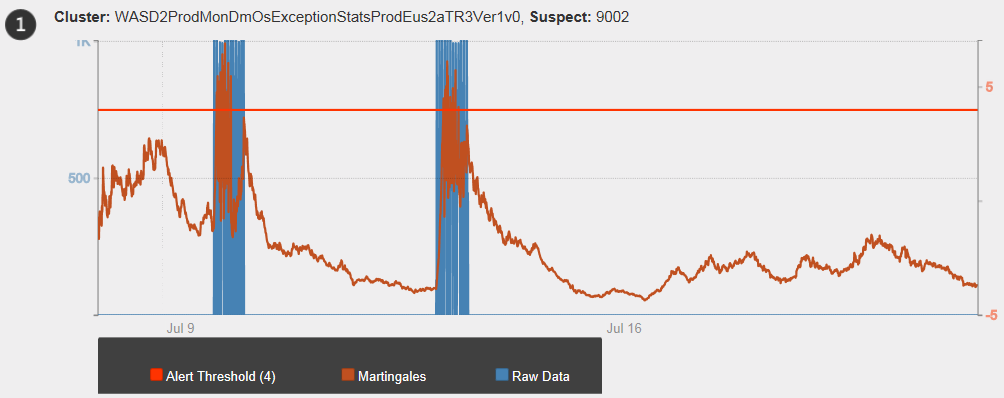 1
Cluster: WASD2ProdMonDmOsExceptionStatsProdEus2aTR3Ver1v0, Suspect: 9002
1K
5
500
-5
Jul 9 Jul 16
Alert Threshold (4) Martingales Raw Data